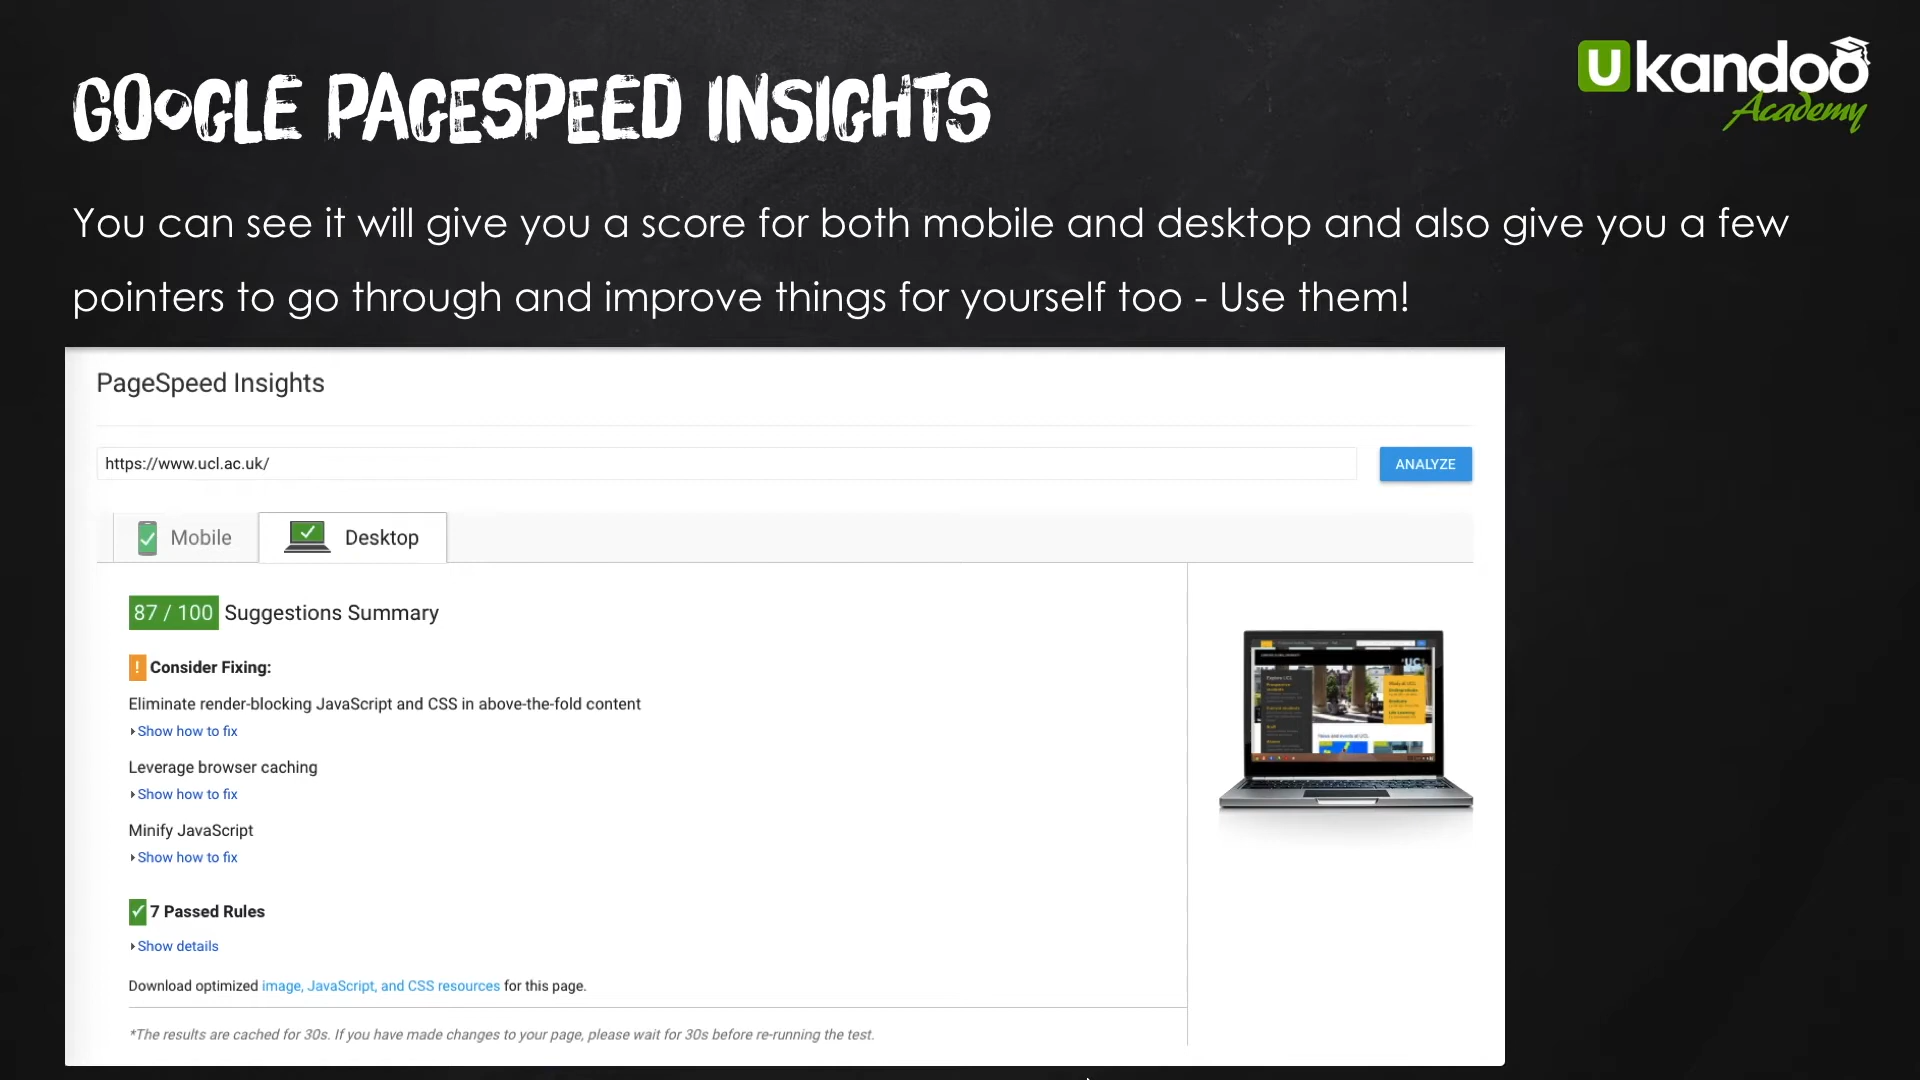 GOOGLE PAGESPEED INSIGHTS
Ukandoo
Academy
You can see it will give you a score for both mobile and desktop and also give you a few
pointers to go through and improve things for yourself too - Use them!
PageSpeed Insights
https://www.ucl.ac.uk/
ANALYZE
Mobile
Desktop
87 / 100 Suggestions Summary
! Consider Fixing:
Eliminate render-blocking JavaScript and CSS in above-the-fold content
Show how to fix
Leverage browser caching
Show how to fix
Minify JavaScript
Show how to fix
7 Passed Rules
Show details
Download optimized image, JavaScript, and CSS resources for this page.
*The results are cached for 30s. If you have made changes to your page, please wait for 30s before re-running the test.